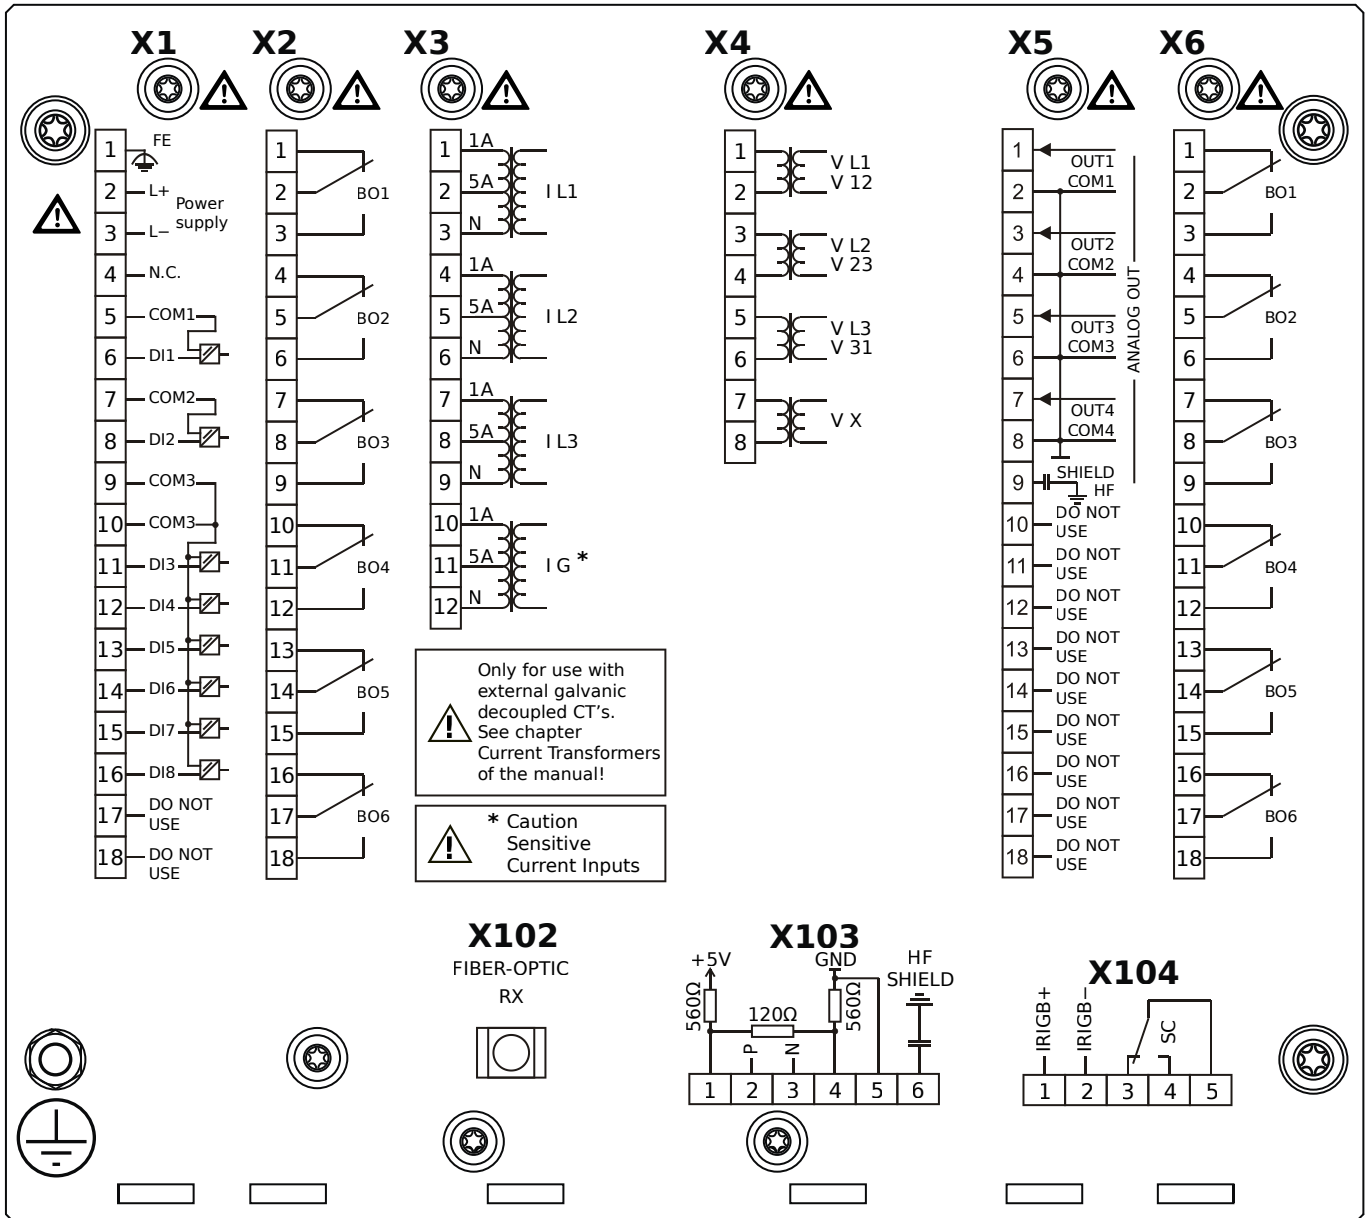 X1
1
FE
2
L+
Power
supply
3
L−
4
N.C.
5
COM1
6
DI1
7
COM2
8
DI2
9
COM3
10
COM3
11
DI3
12
DI4
13
DI5
14
DI6
15
DI7
16
DI8
17
DO NOT
USE
18
DO NOT
USE
X2
1
2
BO1
3
4
5
BO2
6
7
8
BO3
9
10
11
BO4
12
13
14
BO5
15
16
17
BO6
18
X3
1
1A
2
5A
I L1
3
N
4
1A
5
5A
I L2
6
N
7
1A
8
5A
I L3
9
N
10
1A
11
5A
I G *
12
N
Only for use with
external galvanic
decoupled CT's.
See chapter
Current Transformers
of the manual!
* Caution
Sensitive
Current Inputs
X4
1
V L1
2
V 12
3
V L2
4
V 23
5
V L3
6
V 31
7
V X
8
X5
1
OUT1
2
COM1
3
OUT2
4
COM2
5
OUT3
6
COM3
7
OUT4
8
COM4
ANALOG OUT
9
SHIELD
HF
10
DO NOT
USE
11
DO NOT
USE
12
DO NOT
USE
13
DO NOT
USE
14
DO NOT
USE
15
DO NOT
USE
16
DO NOT
USE
17
DO NOT
USE
18
DO NOT
USE
X6
1
2
BO1
3
4
5
BO2
6
7
8
BO3
9
10
11
BO4
12
13
14
BO5
15
16
17
BO6
18
X102
FIBER-OPTIC
RX
X103
+5V
GND
HF
SHIELD
560Ω
120Ω
560Ω
P
N
1 2 3 4 5 6
X104
IRIGB+
IRIGB−
SC
1 2 3 4 5